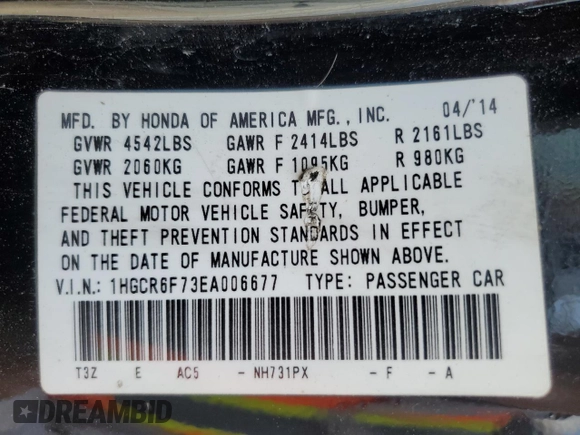 MFD. BY HONDA OF AMERICA MFG., INC. 04/'14
GVWR 4542LBS GAWR F 2414LBS R 2161LBS
GVWR 2060KG GAWR F 1095KG R 980KG
THIS VEHICLE CONFORMS TO ALL APPLICABLE
FEDERAL MOTOR VEHICLE SAFETY, BUMPER,
AND THEFT PREVENTION STANDARDS IN EFFECT
ON THE DATE OF MANUFACTURE SHOWN ABOVE.
V.I.N.: 1HGCR6F73EA006677 TYPE: PASSENGER CAR
T3Z E AC5 - NH731PX - F - A
DREAMBID